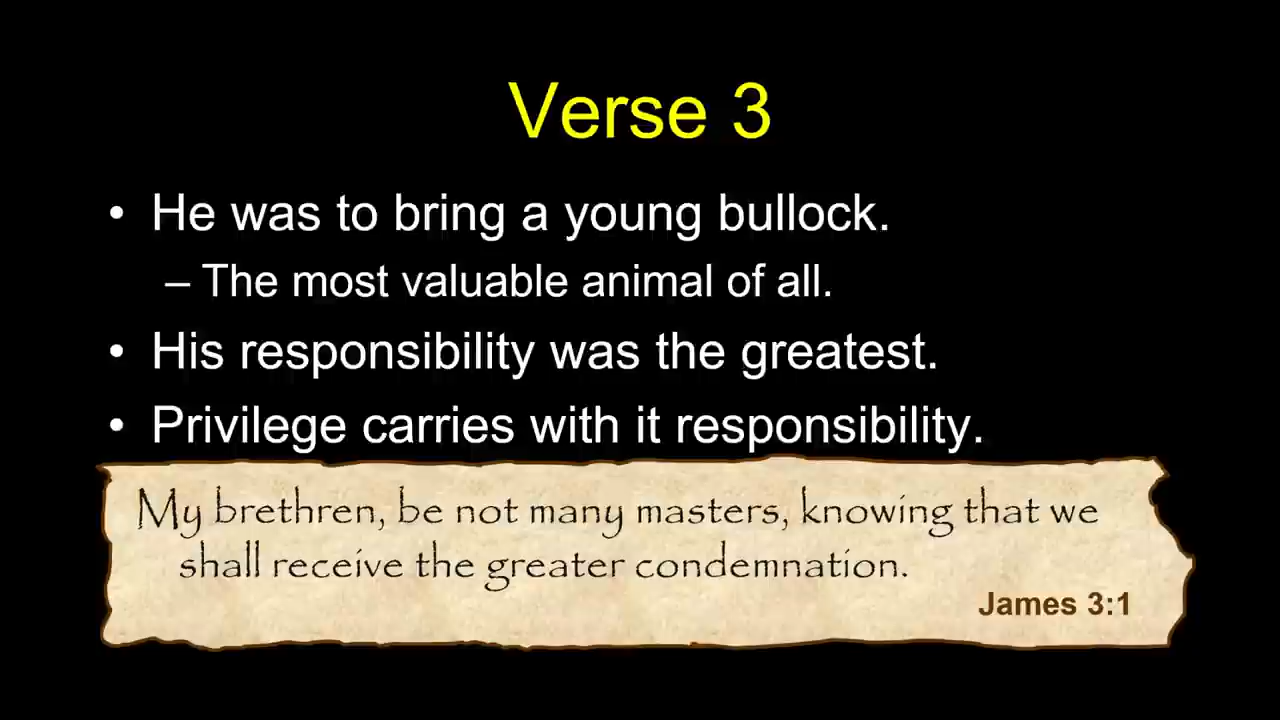 Verse 3
• He was to bring a young bullock.
– The most valuable animal of all.
• His responsibility was the greatest.
• Privilege carries with it responsibility.
My brethren, be not many masters, knowing that we
shall receive the greater condemnation.
James 3:1